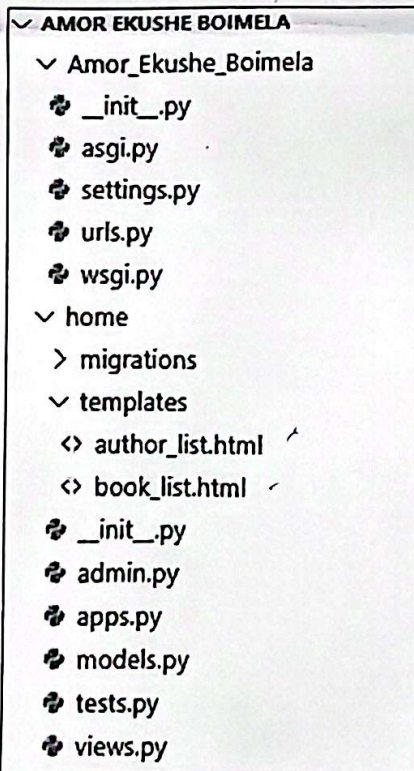 AMOR EKUSHE BOIMELA
Amor_Ekushe_Boimela
__init__.py
asgi.py
settings.py
urls.py
wsgi.py
home
migrations
templates
author_list.html
book_list.html
__init__.py
admin.py
apps.py
models.py
tests.py
views.py